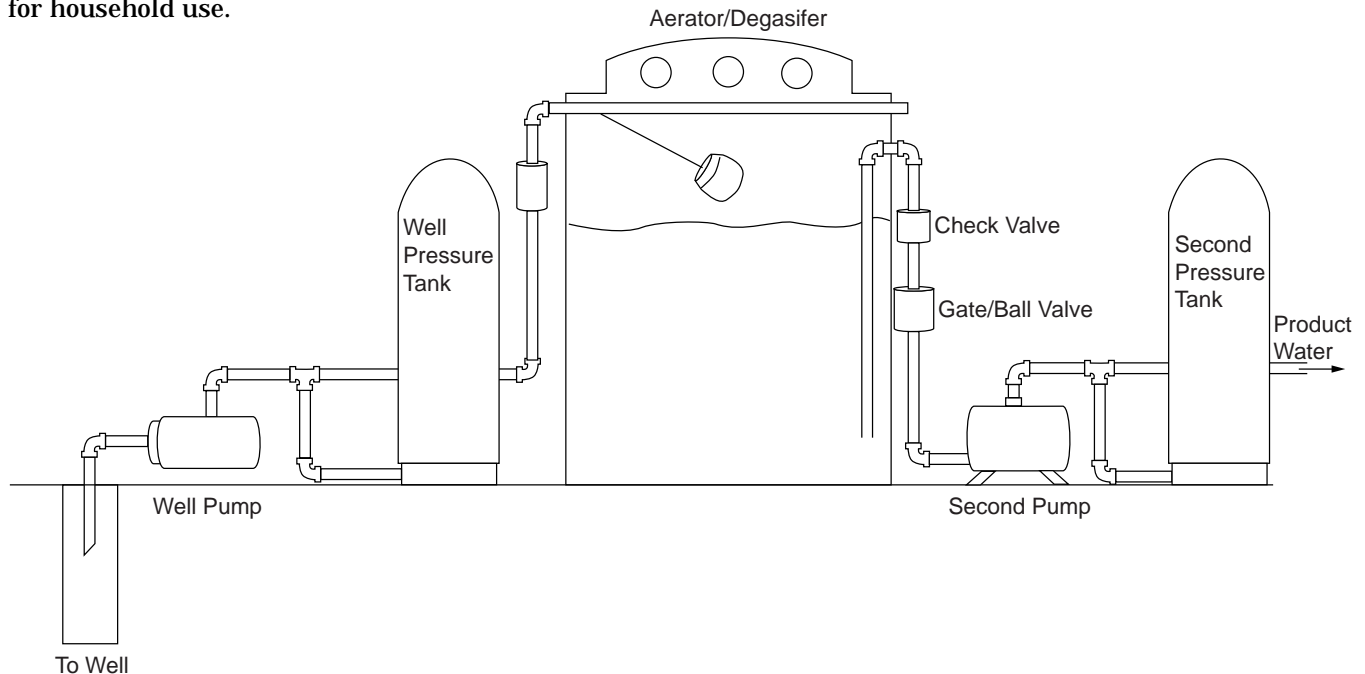 for household use.
Aerator/Degasifer
Well
Pressure
Tank
Check Valve
Second
Pressure
Tank
Gate/Ball Valve
Product
Water
Well Pump
Second Pump
To Well